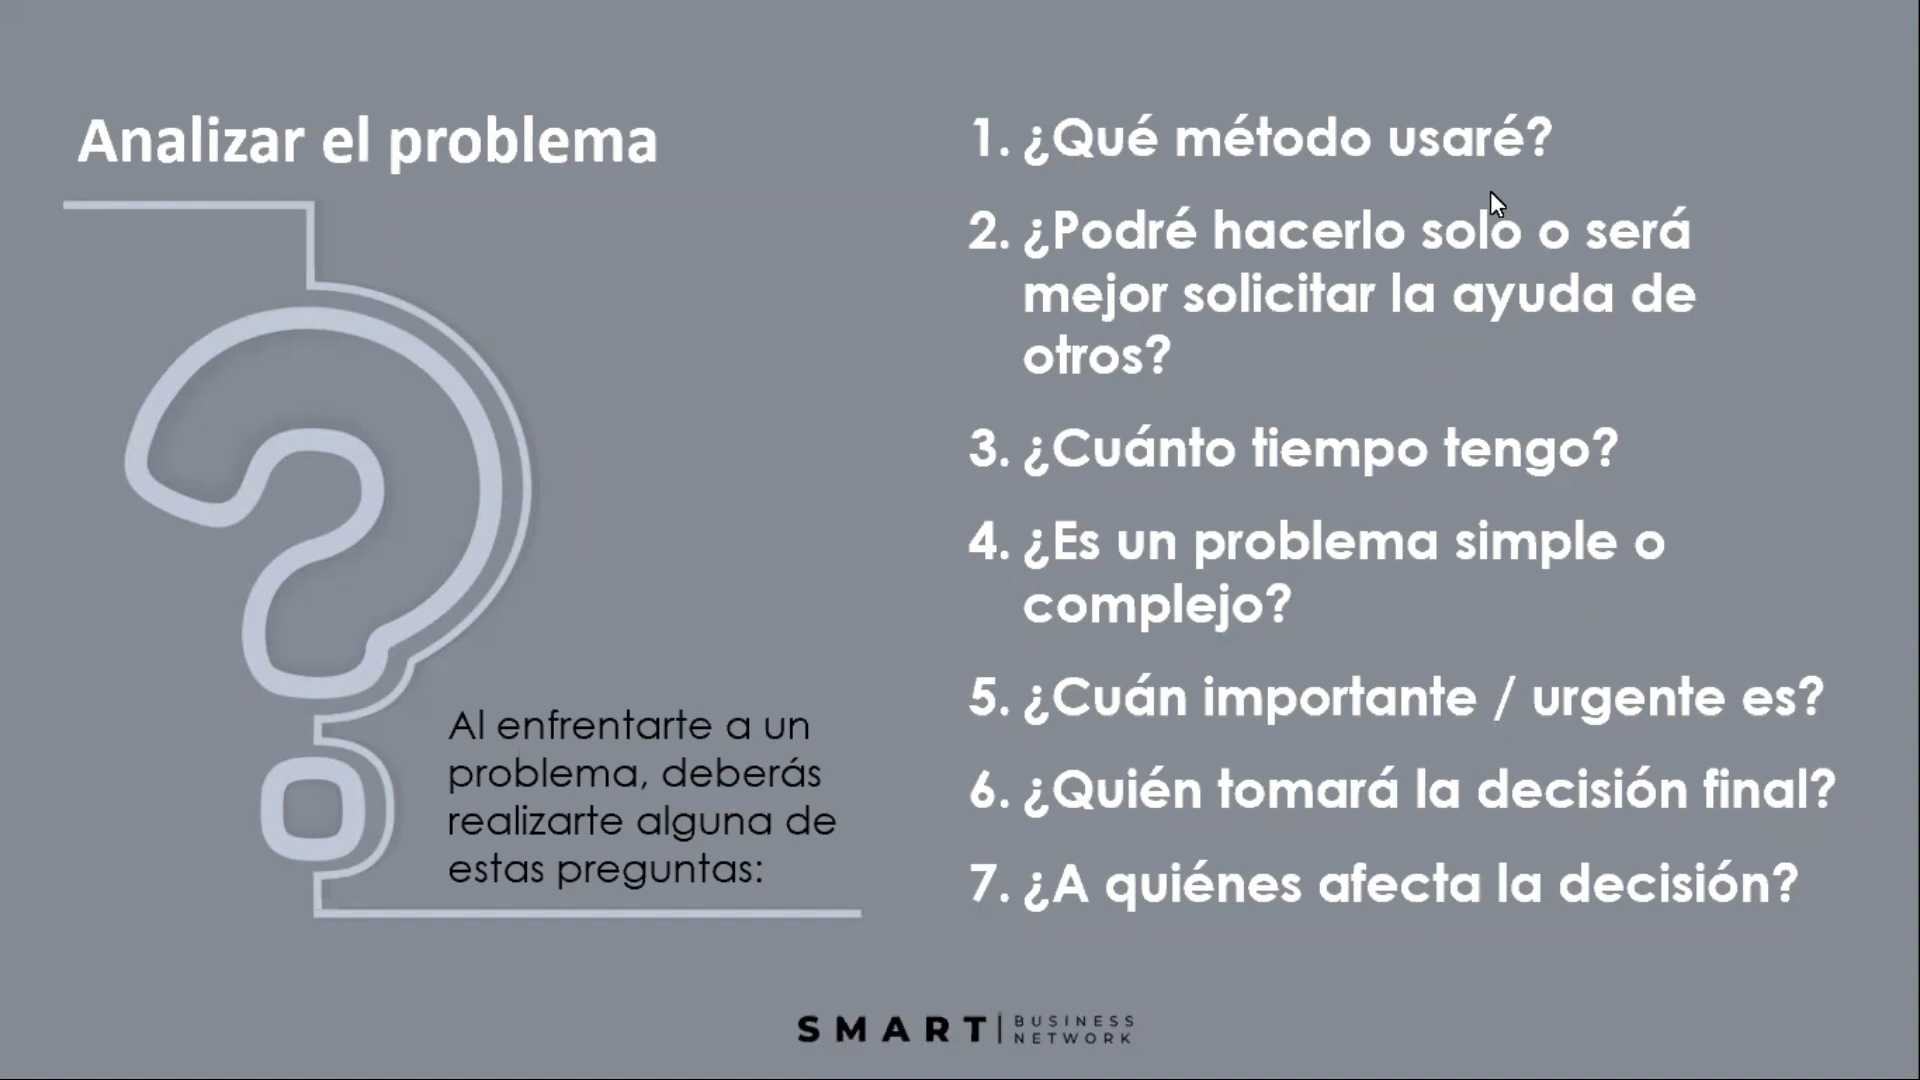 Analizar el problema
Al enfrentarte a un
problema, deberás
realizarte alguna de
estas preguntas:
1. ¿Qué método usaré?
2. ¿Podré hacerlo solo o será
mejor solicitar la ayuda de
otros?
3. ¿Cuánto tiempo tengo?
4. ¿Es un problema simple o
complejo?
5. ¿Cuán importante / urgente es?
6. ¿Quién tomará la decisión final?
7. ¿A quiénes afecta la decisión?
SMART | BUSINESS
NETWORK